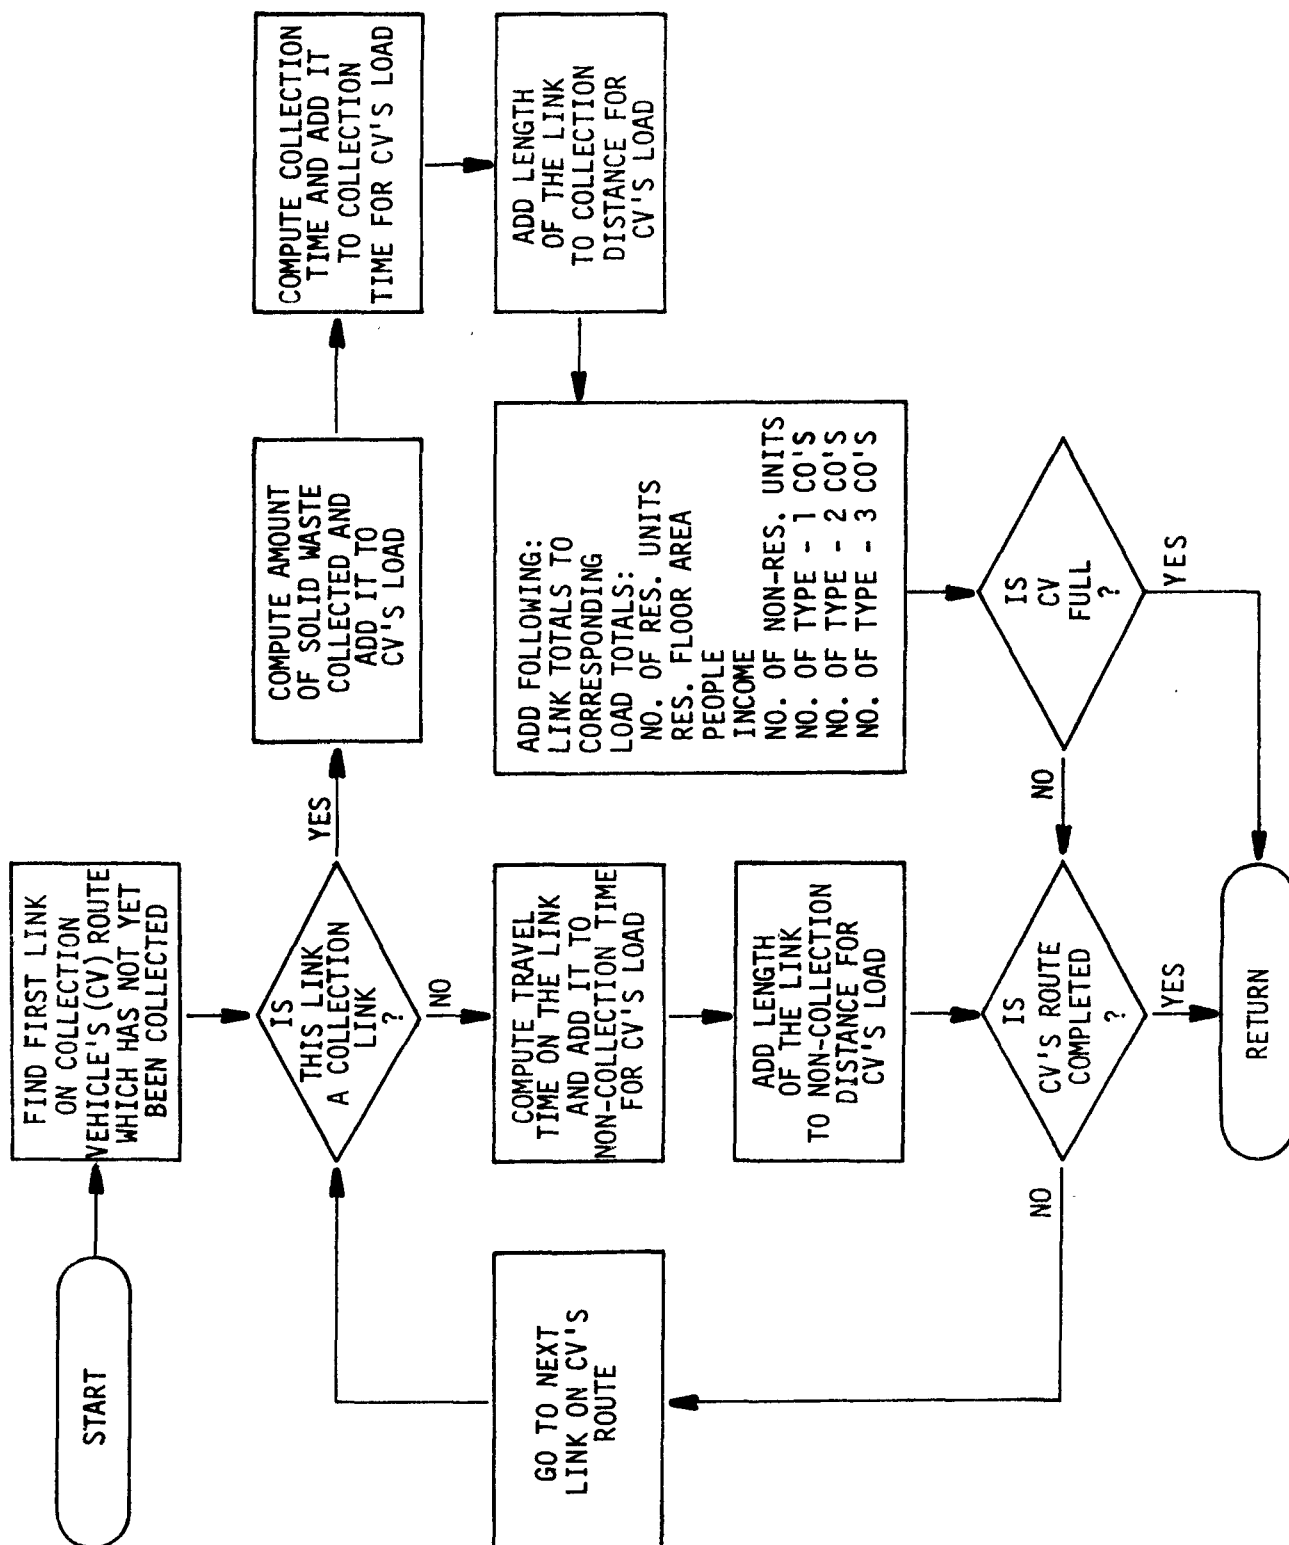 START
FIND FIRST LINK
ON COLLECTION
VEHICLE'S (CV) ROUTE
WHICH HAS NOT YET
BEEN COLLECTED
IS
THIS LINK
A COLLECTION
LINK
?
YES
NO
COMPUTE AMOUNT
OF SOLID WASTE
COLLECTED AND
ADD IT TO
CV'S LOAD
COMPUTE COLLECTION
TIME AND ADD IT
TO COLLECTION
TIME FOR CV'S LOAD
ADD LENGTH
OF THE LINK
TO COLLECTION
DISTANCE FOR
CV'S LOAD
ADD FOLLOWING:
LINK TOTALS TO
CORRESPONDING
LOAD TOTALS:
NO. OF RES. UNITS
RES. FLOOR AREA
PEOPLE
INCOME
NO. OF NON-RES. UNITS
NO. OF TYPE - 1 CO'S
NO. OF TYPE - 2 CO'S
NO. OF TYPE - 3 CO'S
COMPUTE TRAVEL
TIME ON THE LINK
AND ADD IT TO
NON-COLLECTION TIME
FOR CV'S LOAD
ADD LENGTH
OF THE LINK
TO NON-COLLECTION
DISTANCE FOR
CV'S LOAD
IS
CV
FULL
?
NO
YES
IS
CV'S ROUTE
COMPLETED
?
NO
YES
GO TO NEXT
LINK ON CV'S
ROUTE
RETURN